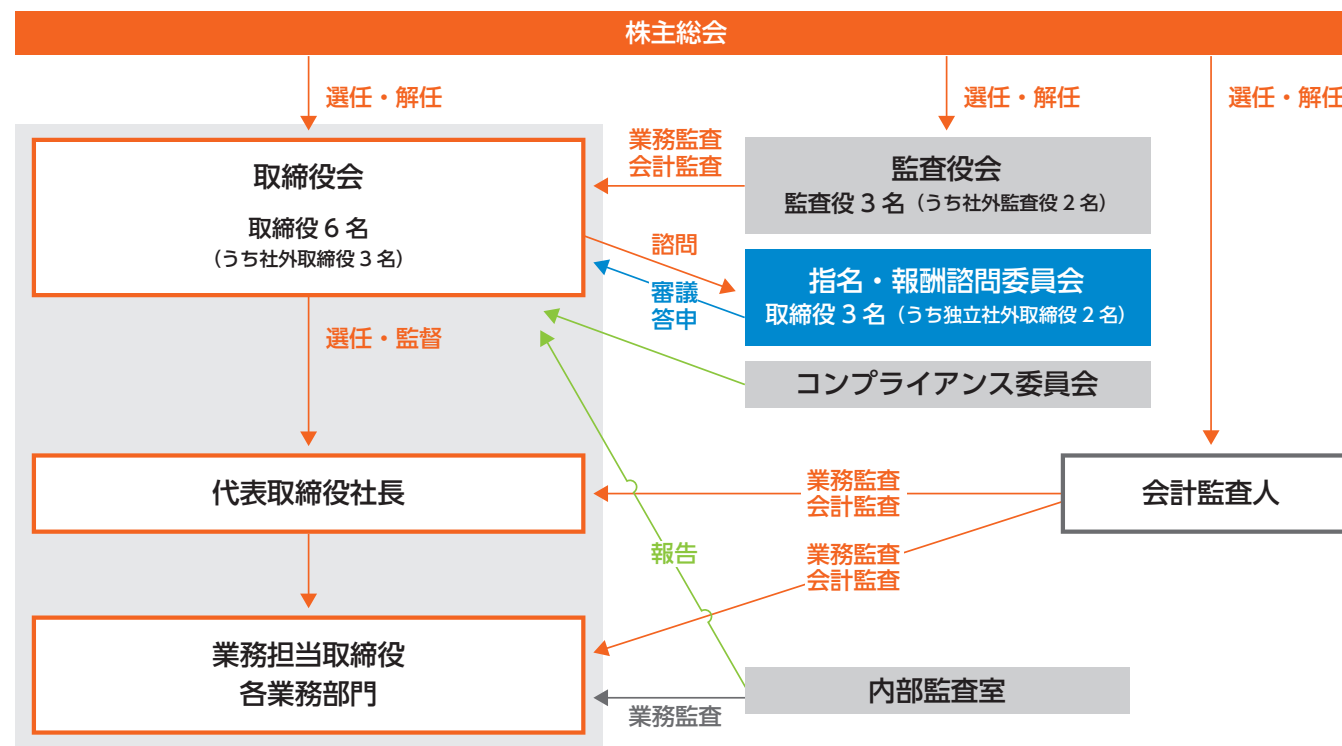 株主総会
選任・解任
選任・解任
選任・解任
取締役会
取締役 6 名
（うち社外取締役 3 名）
業務監査
会計監査
監査役会
監査役 3 名（うち社外監査役 2 名）
諮問
審議
答申
指名・報酬諮問委員会
取締役 3 名（うち独立社外取締役 2 名）
選任・監督
コンプライアンス委員会
代表取締役社長
業務監査
会計監査
会計監査人
報告
業務監査
会計監査
業務担当取締役
各業務部門
業務監査
内部監査室